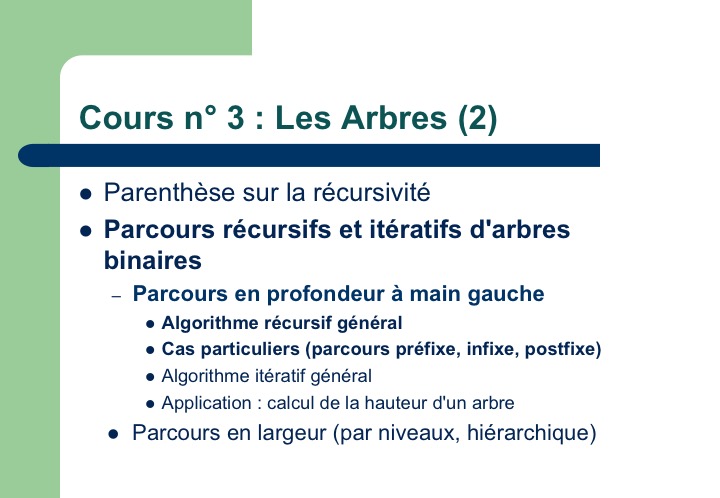 Cours n° 3 : Les Arbres (2)
● Parenthèse sur la récursivité
● Parcours récursifs et itératifs d'arbres
binaires
– Parcours en profondeur à main gauche
● Algorithme récursif général
● Cas particuliers (parcours préfixe, infixe, postfixe)
● Algorithme itératif général
● Application : calcul de la hauteur d'un arbre
● Parcours en largeur (par niveaux, hiérarchique)